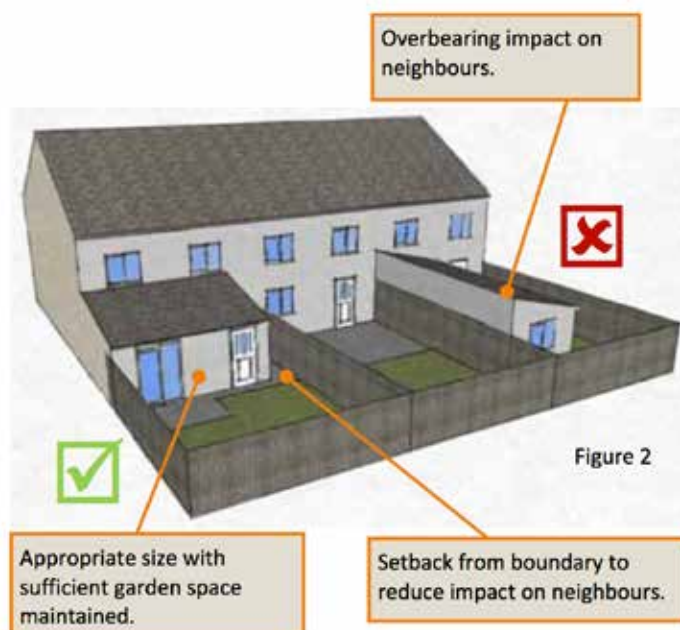 Overbearing impact on
neighbours.
Figure 2
Appropriate size with
sufficient garden space
maintained.
Setback from boundary to
reduce impact on neighbours.